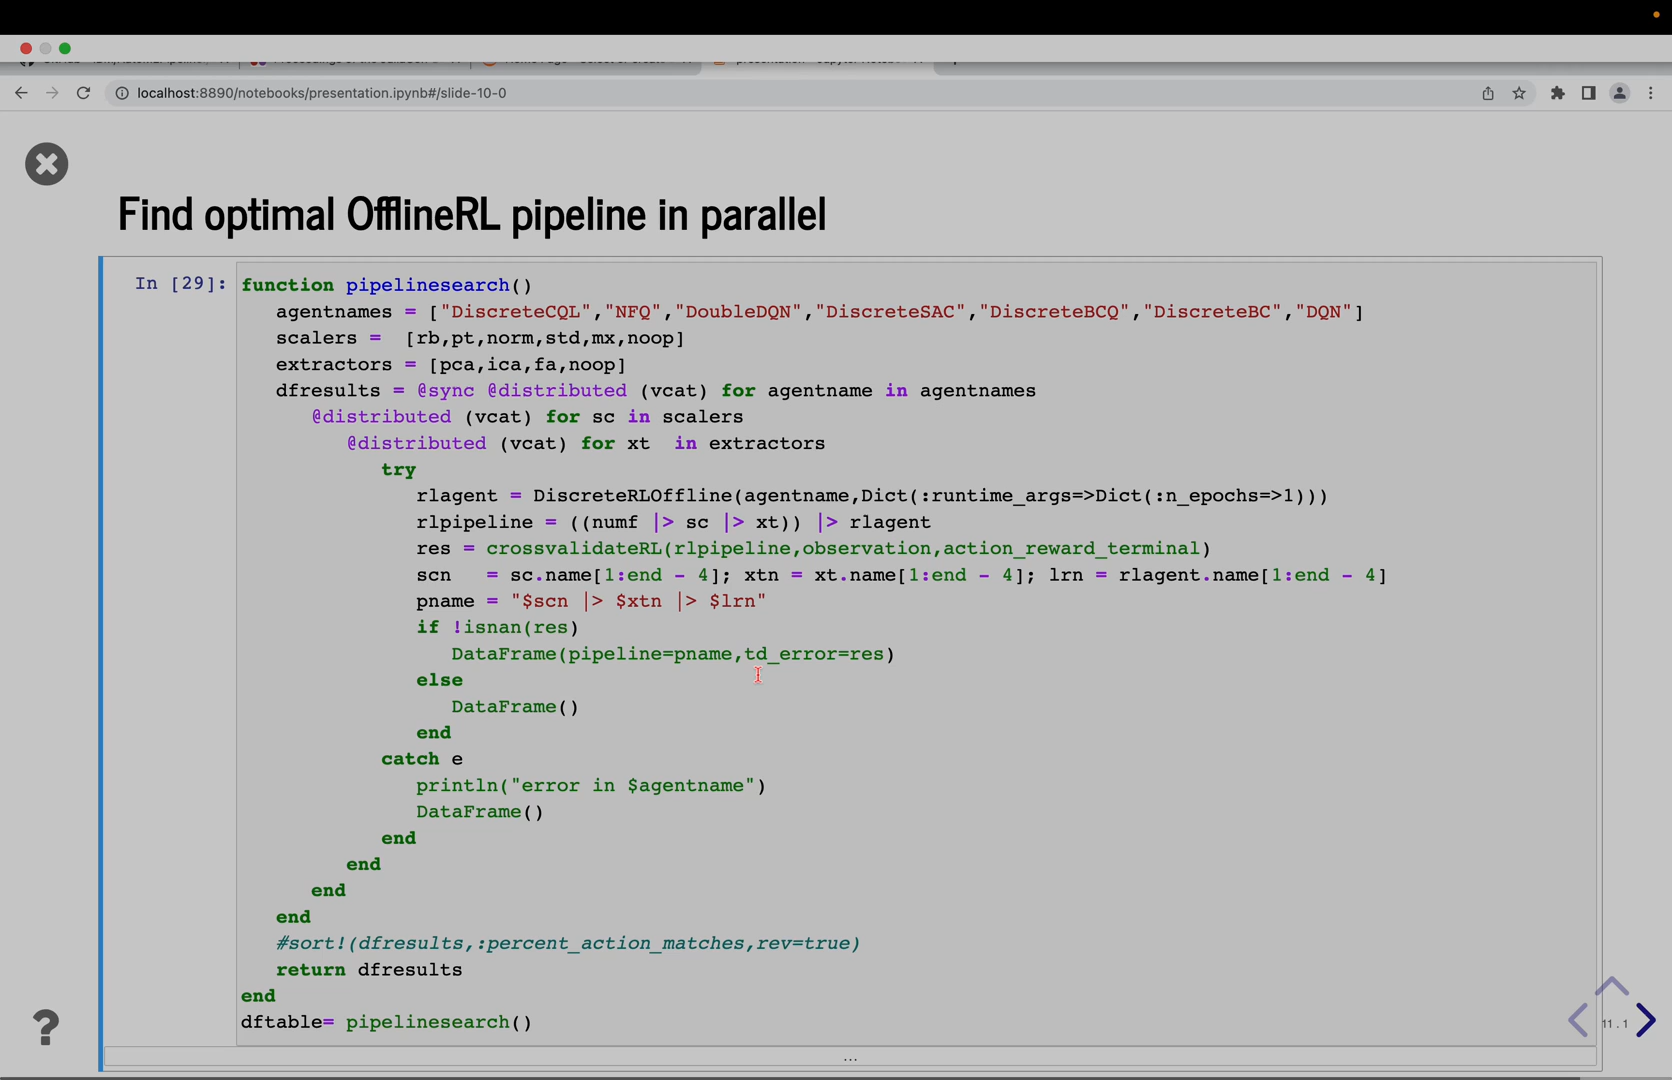 localhost:8890/notebooks/presentation.ipynb#/slide-10-0
Find optimal OfflineRL pipeline in parallel
In [29]:
function pipelinesearch()
agentnames = ["DiscreteCQL","NFQ","DoubleDQN","DiscreteSAC","DiscreteBCQ","DiscreteBC","DQN"]
scalers =  [rb,pt,norm,std,mx,noop]
extractors = [pca,ica,fa,noop]
dfresults = @sync @distributed (vcat) for agentname in agentnames
@distributed (vcat) for sc in scalers
@distributed (vcat) for xt  in extractors
try
rlagent = DiscreteRLOffline(agentname,Dict(:runtime_args=>Dict(:n_epochs=>1)))
rlpipeline = ((numf |> sc |> xt)) |> rlagent
res = crossvalidateRL(rlpipeline,observation,action_reward_terminal)
scn   = sc.name[1:end - 4]; xtn = xt.name[1:end - 4]; lrn = rlagent.name[1:end - 4]
pname = "$scn |> $xtn |> $lrn"
if !isnan(res)
DataFrame(pipeline=pname,td_error=res)
else
DataFrame()
end
catch e
println("error in $agentname")
DataFrame()
end
end
end
end
#sort!(dfresults,:percent_action_matches,rev=true)
return dfresults
end
dftable= pipelinesearch()
...
?
11.1